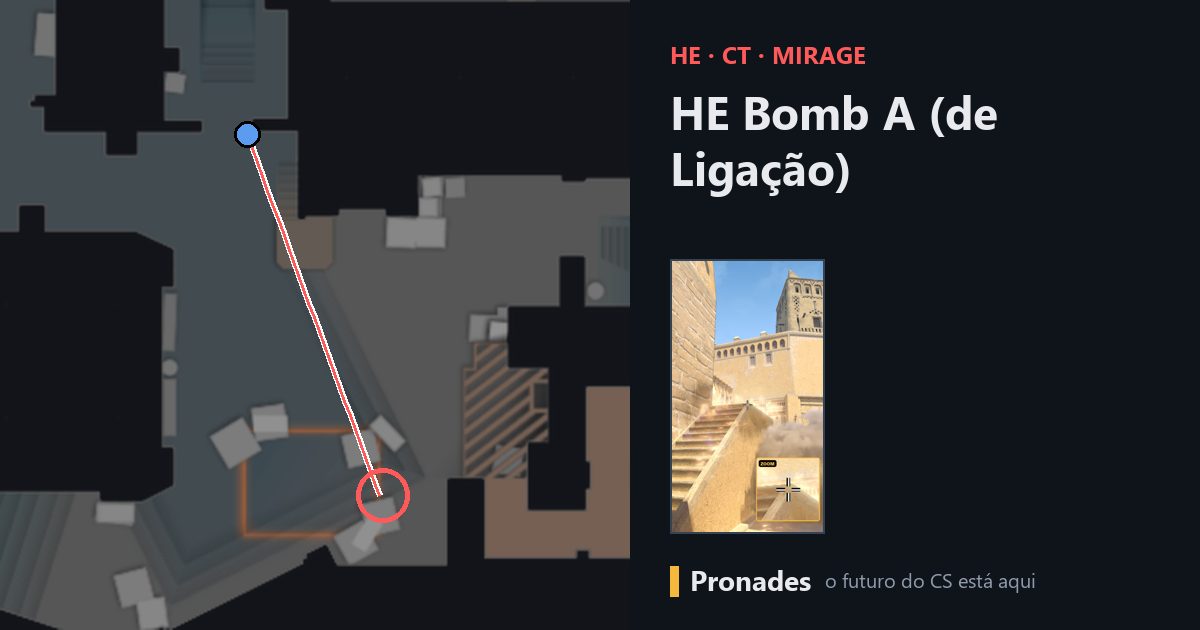 HE · CT · MIRAGE
HE Bomb A (de
Ligação)
ZOOM
Pronades o futuro do CS está aqui